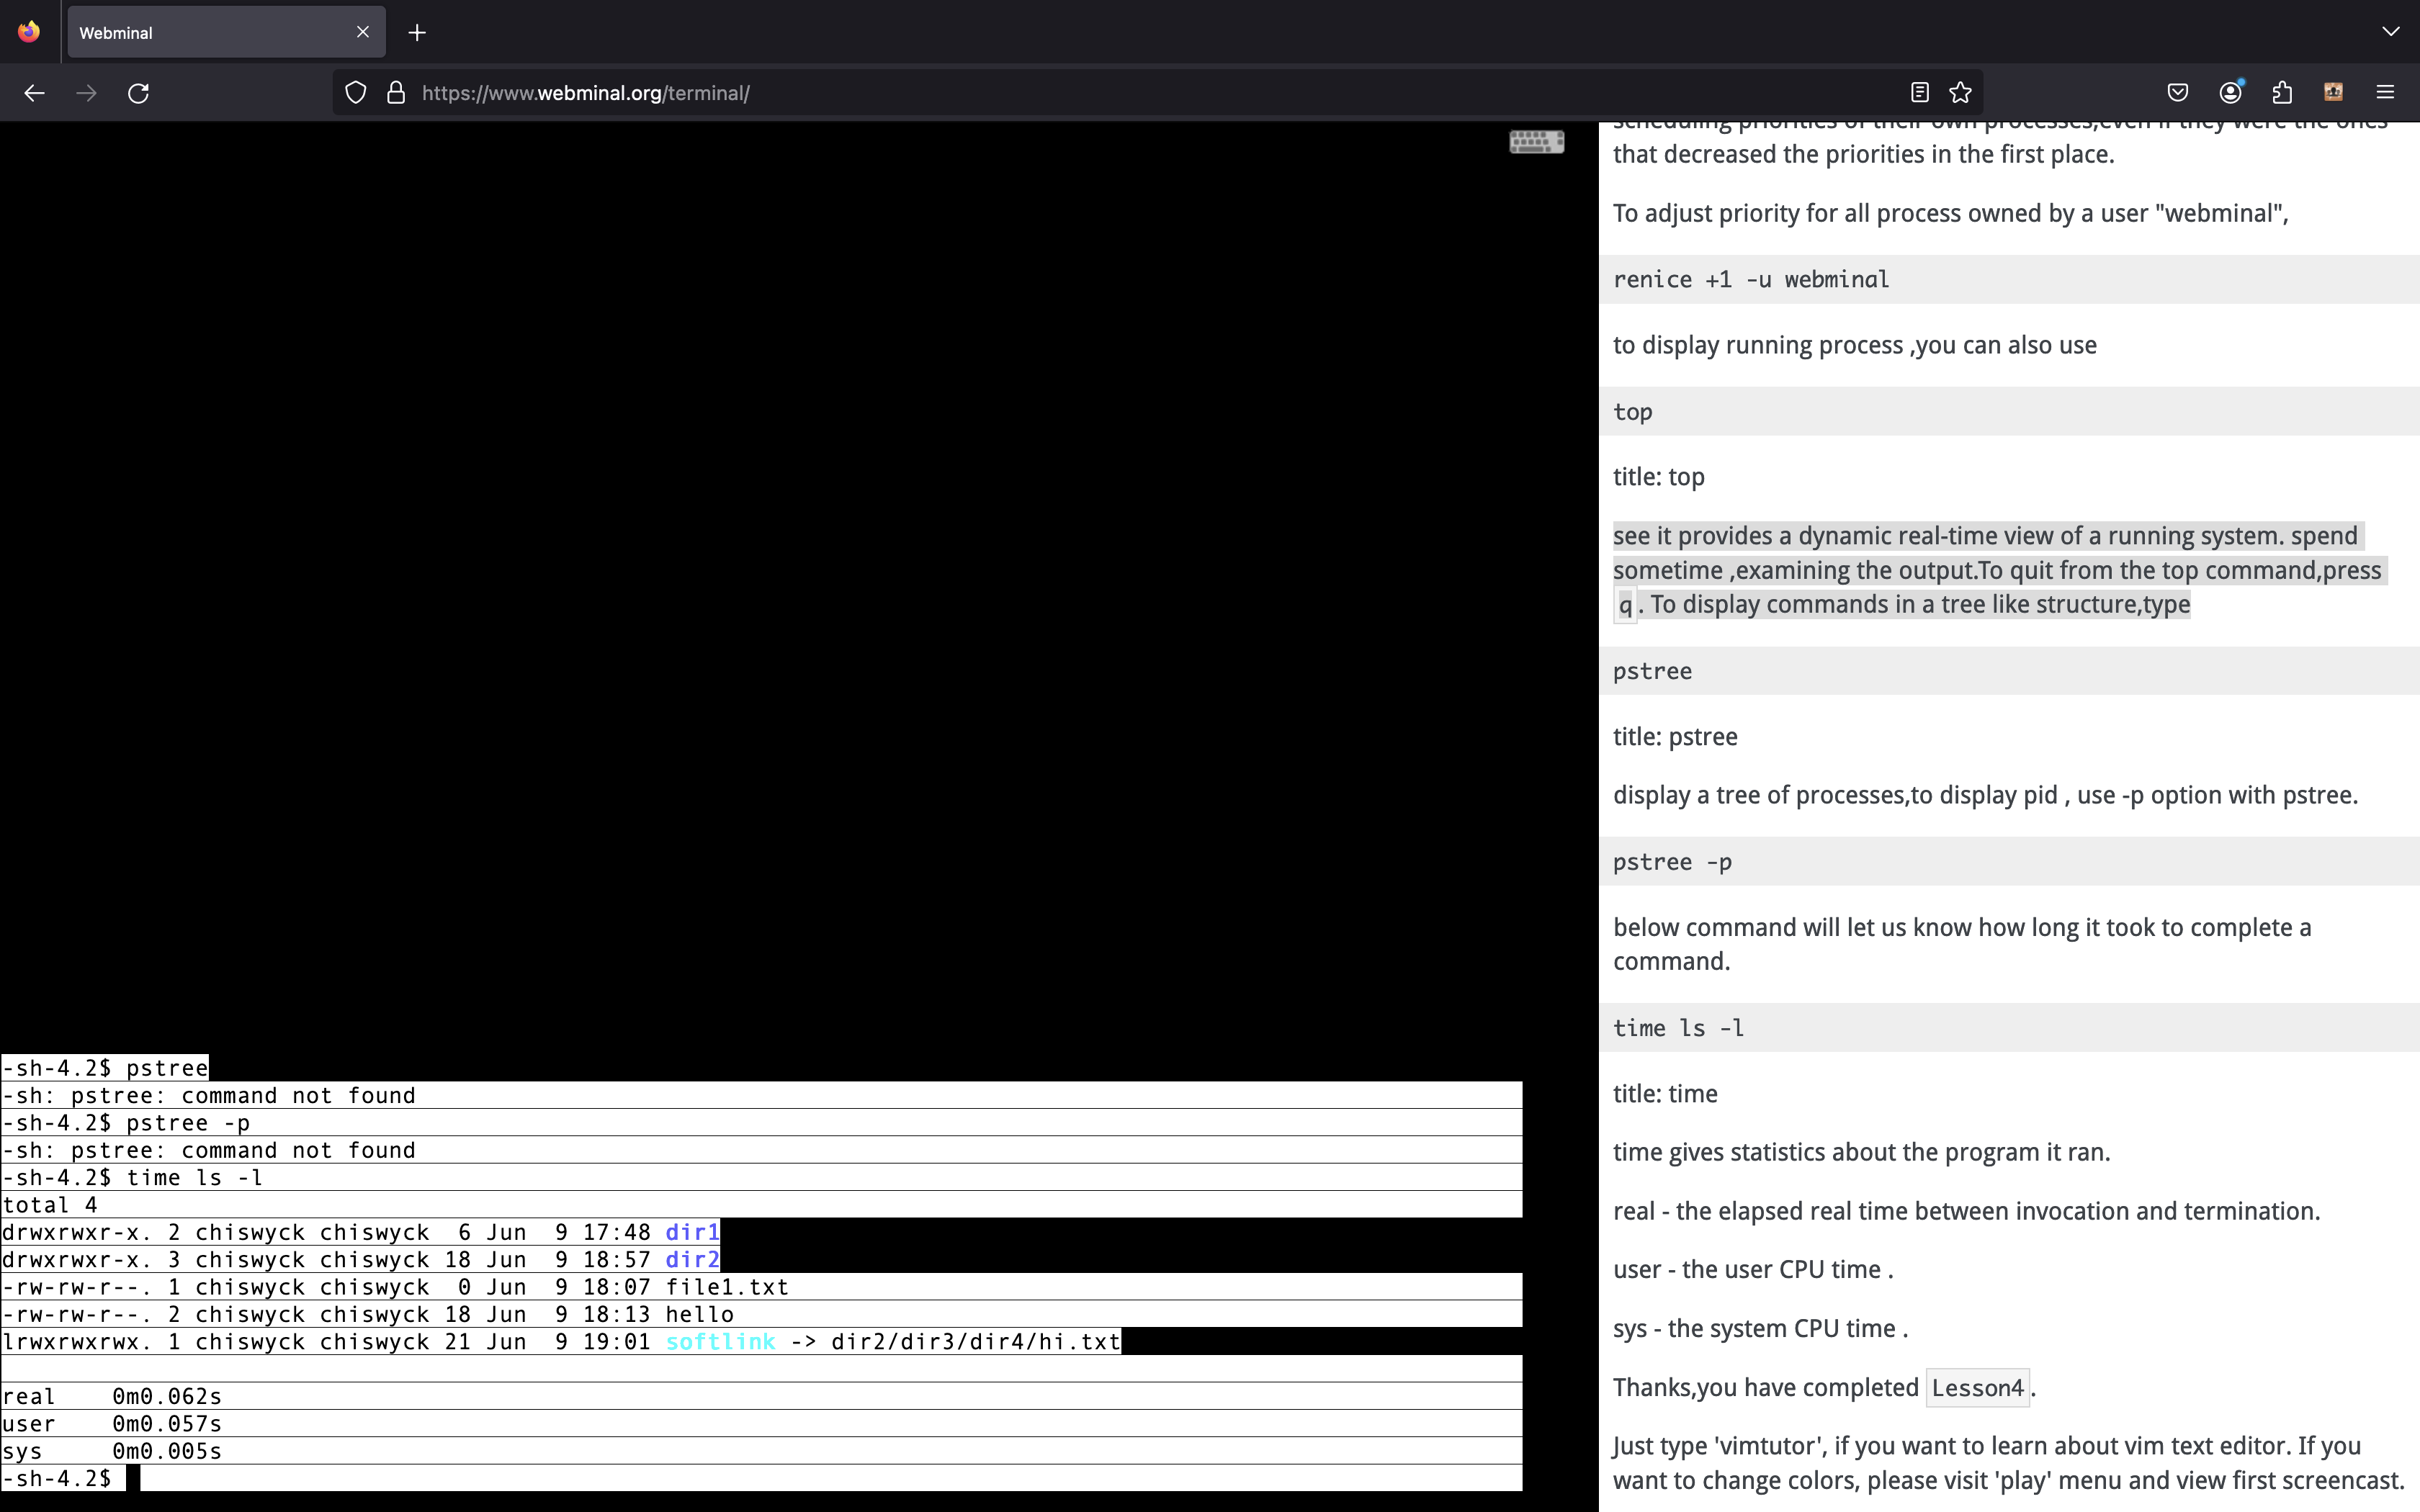 Webminal
https://www.webminal.org/terminal/
-sh-4.2$ pstree
-sh: pstree: command not found
-sh-4.2$ pstree -p
-sh: pstree: command not found
-sh-4.2$ time ls -l
total 4
drwxrwxr-x. 2 chiswyck chiswyck  6 Jun  9 17:48 dir1
drwxrwxr-x. 3 chiswyck chiswyck 18 Jun  9 18:57 dir2
-rw-rw-r--. 1 chiswyck chiswyck  0 Jun  9 18:07 file1.txt
-rw-rw-r--. 2 chiswyck chiswyck 18 Jun  9 18:13 hello
lrwxrwxrwx. 1 chiswyck chiswyck 21 Jun  9 19:01 softlink -> dir2/dir3/dir4/hi.txt
real    0m0.062s
user    0m0.057s
sys     0m0.005s
-sh-4.2$
scheduling priorities of their own processes,even if they were the ones
that decreased the priorities in the first place.
To adjust priority for all process owned by a user "webminal",
renice +1 -u webminal
to display running process ,you can also use
top
title: top
see it provides a dynamic real-time view of a running system. spend
sometime ,examining the output.To quit from the top command,press
q. To display commands in a tree like structure,type
pstree
title: pstree
display a tree of processes,to display pid , use -p option with pstree.
pstree -p
below command will let us know how long it took to complete a
command.
time ls -l
title: time
time gives statistics about the program it ran.
real - the elapsed real time between invocation and termination.
user - the user CPU time .
sys - the system CPU time .
Thanks,you have completed Lesson4.
Just type 'vimtutor', if you want to learn about vim text editor. If you
want to change colors, please visit 'play' menu and view first screencast.